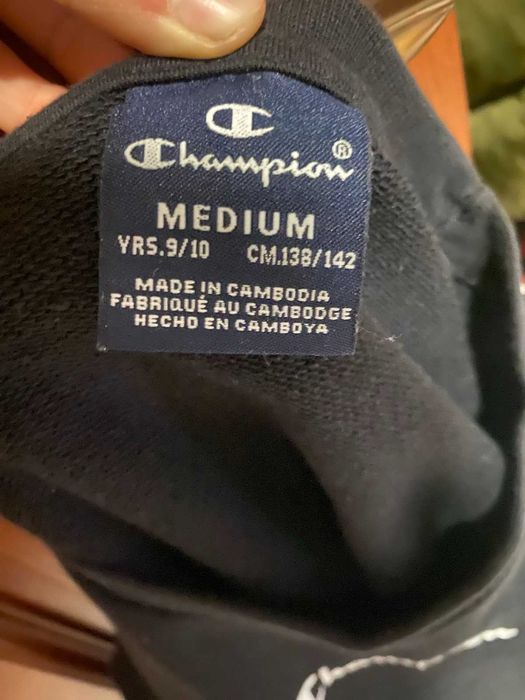 Champion®
MEDIUM
YRS.9/10 CM.138/142
MADE IN CAMBODIA
FABRIQUÉ AU CAMBODGE
HECHO EN CAMBOYA